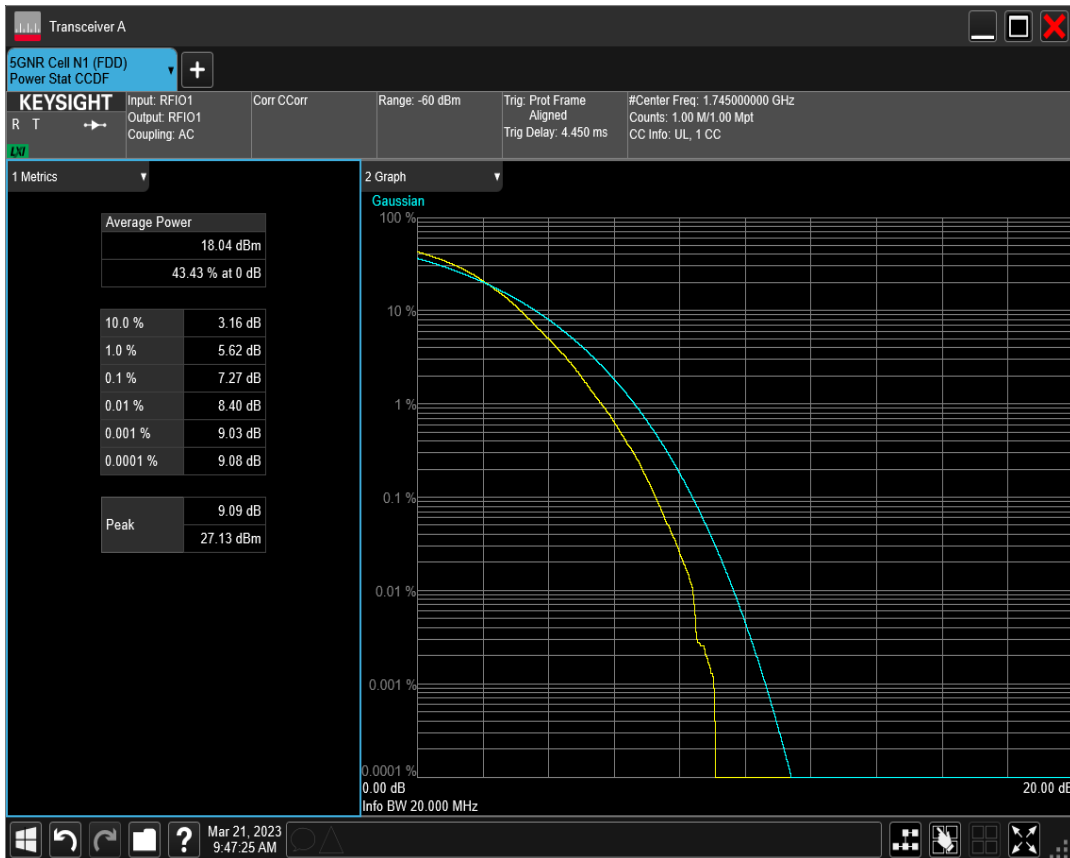 Transceiver A
5GNR Cell N1 (FDD)
Power Stat CCDF
+
KEYSIGHT
R T
LXI
Input: RFIO1
Output: RFIO1
Coupling: AC
Corr CCorr
Range: -60 dBm
Trig: Prot Frame
Aligned
Trig Delay: 4.450 ms
#Center Freq: 1.745000000 GHz
Counts: 1.00 M/1.00 Mpt
CC Info: UL, 1 CC
1 Metrics
Average Power
18.04 dBm
43.43 % at 0 dB
10.0 % 3.16 dB
1.0 % 5.62 dB
0.1 % 7.27 dB
0.01 % 8.40 dB
0.001 % 9.03 dB
0.0001 % 9.08 dB
Peak
9.09 dB
27.13 dBm
2 Graph
Gaussian
100 %
10 %
1 %
0.1 %
0.01 %
0.001 %
0.0001 %
0.00 dB 20.00 dB
Info BW 20.000 MHz
?
Mar 21, 2023
9:47:25 AM